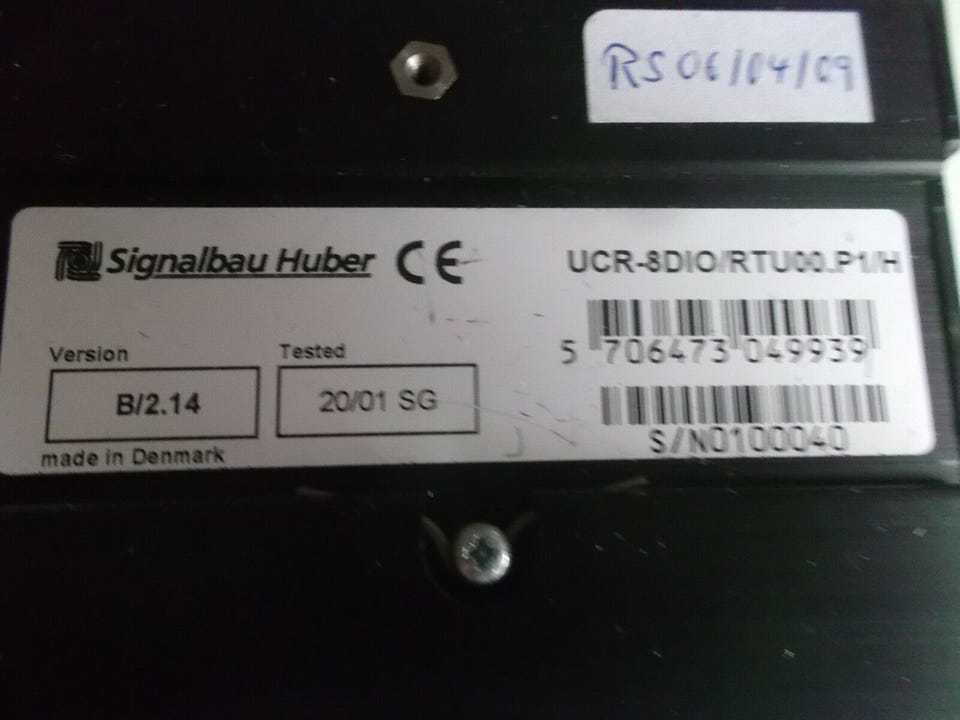 RS 06/04/09
Signalbau Huber CE
UCR-8DIO/RTU00.P1/H
5 706473 049939
Version
B/2.14
Tested
20/01 SG
S/N0100040
made in Denmark